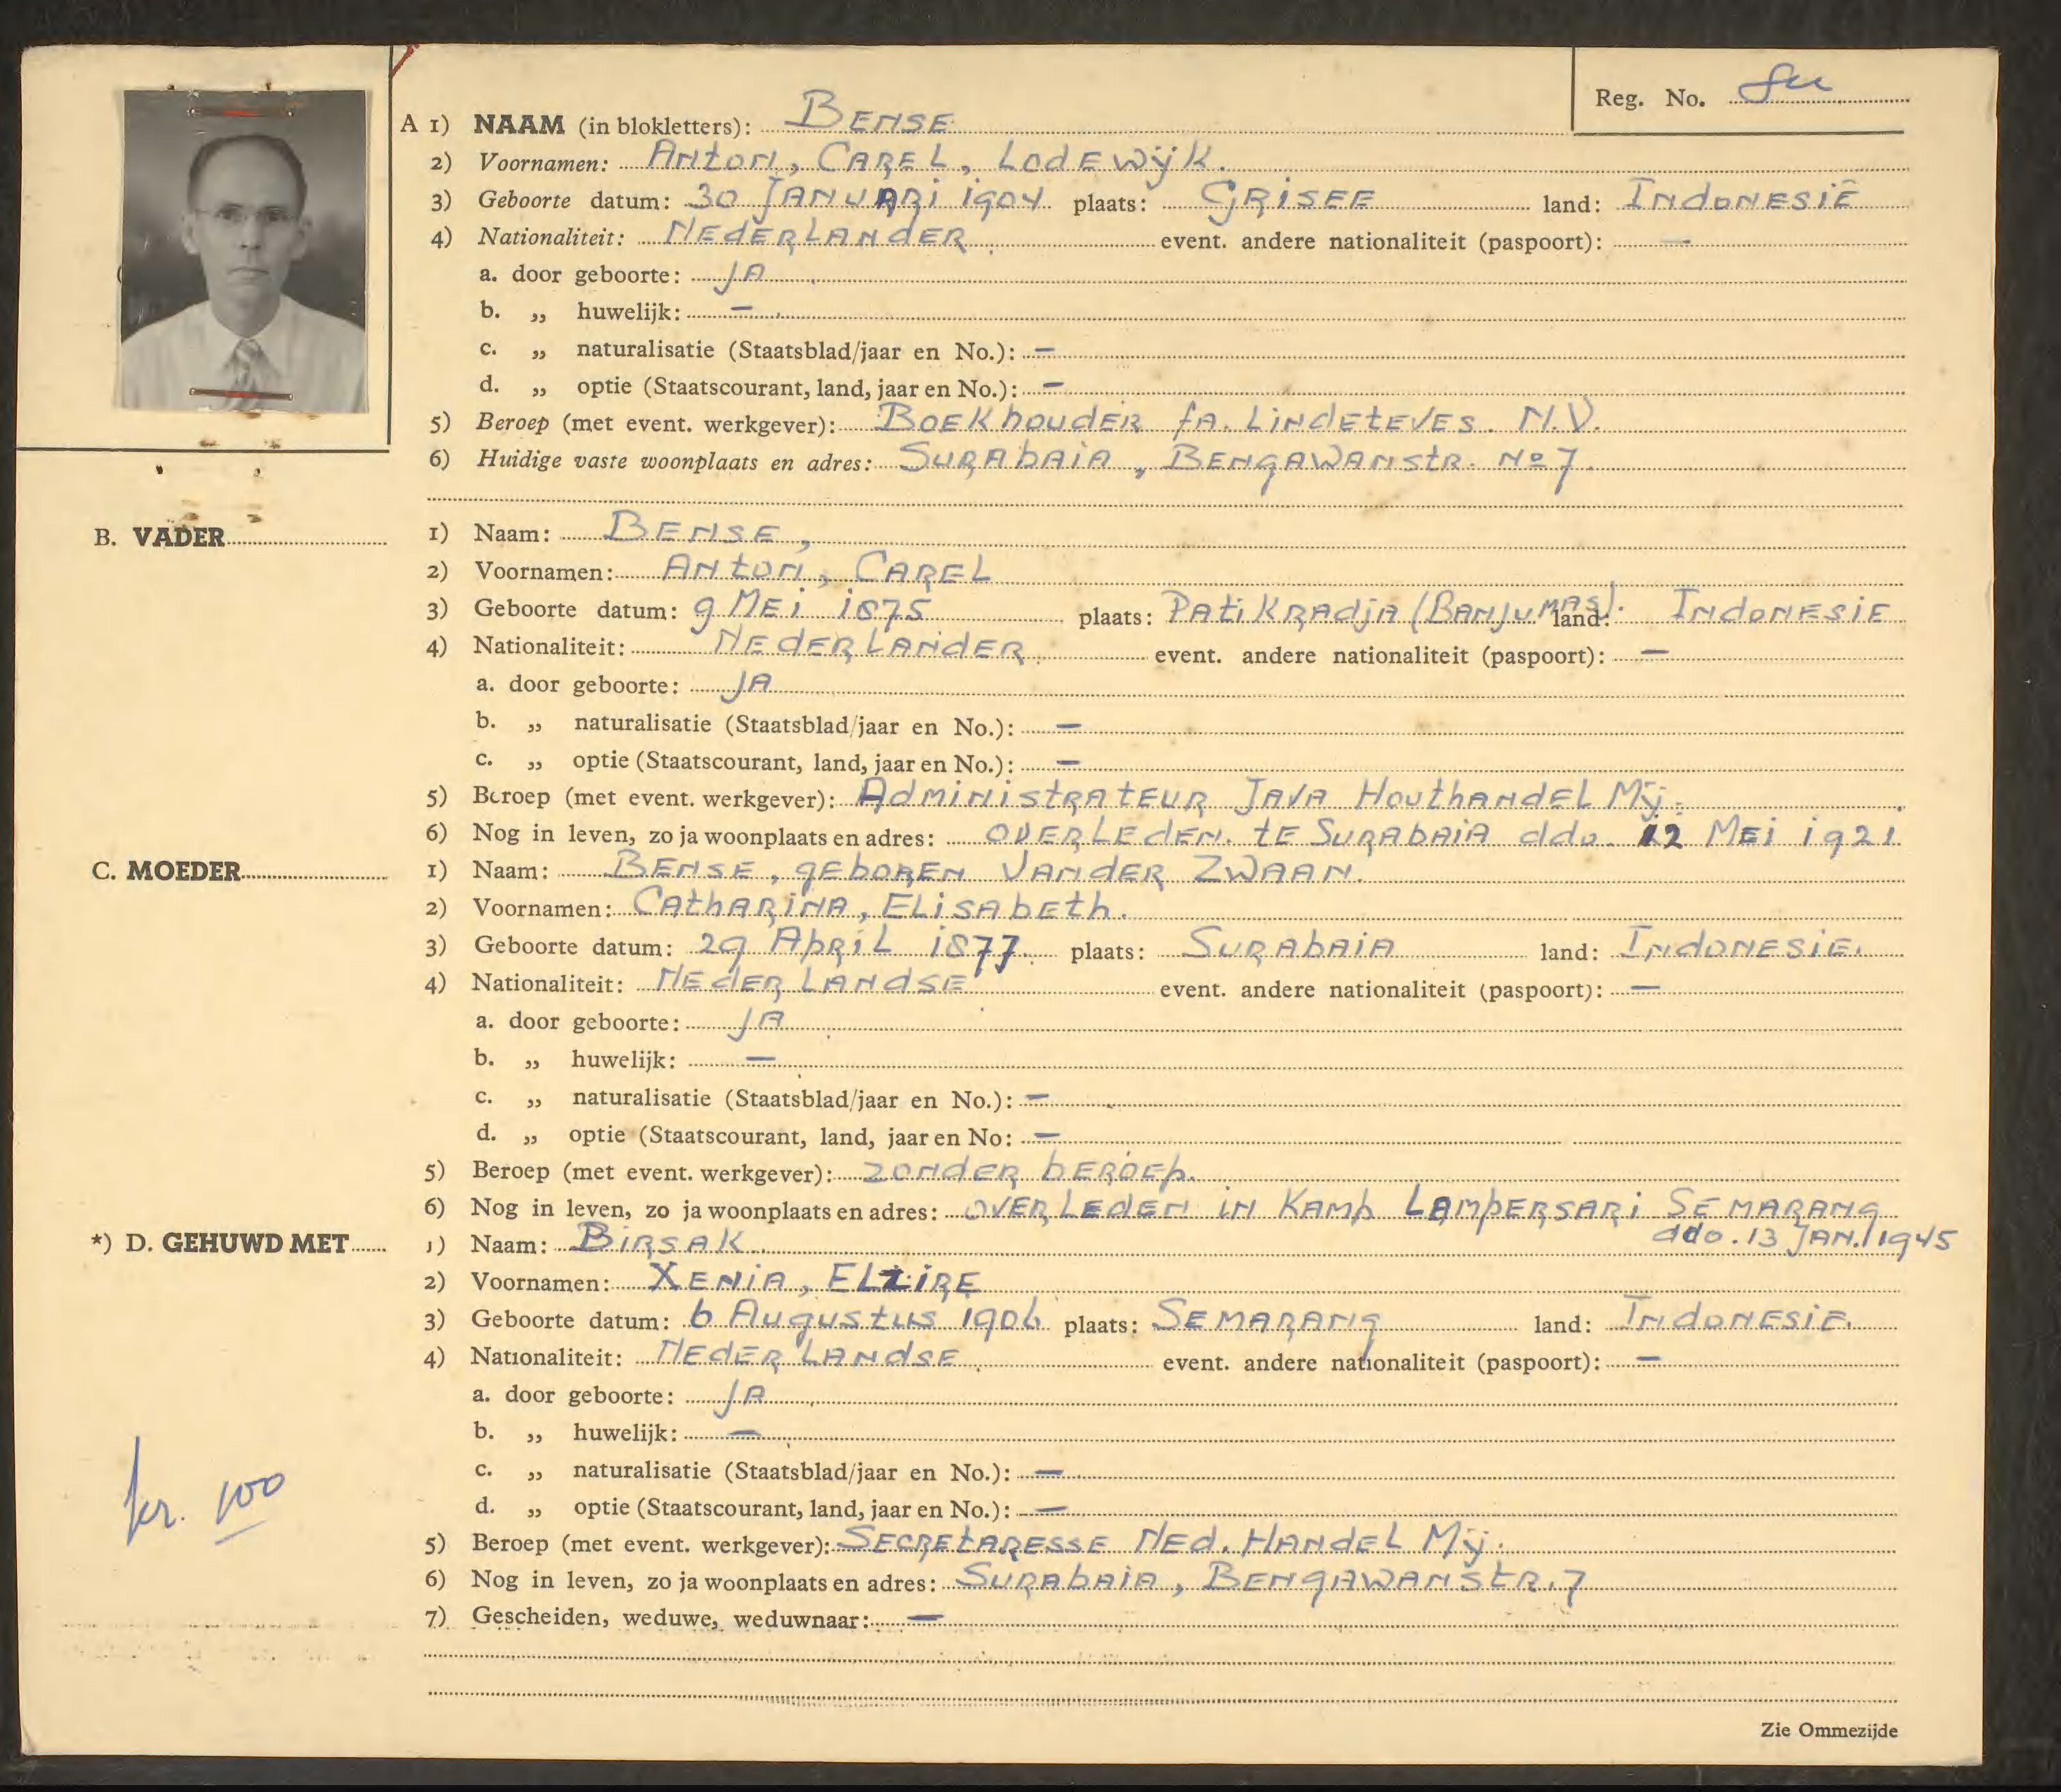 Reg. No.
A 1) NAAM (in blokletters): BENSE
2) Voornamen: Anton, Carel, Lodewijk.
3) Geboorte datum: 30 Januari 1904 plaats: Grisee land: Indonesië
4) Nationaliteit: Nederlander. event. andere nationaliteit (paspoort): —
a. door geboorte: Ja
b. „ huwelijk: —
c. „ naturalisatie (Staatsblad/jaar en No.): —
d. „ optie (Staatscourant, land, jaar en No.): —
5) Beroep (met event. werkgever): Boekhouder fa. Lindeteves. N.V.
6) Huidige vaste woonplaats en adres: Surabaia, Bengawanstr. No 7.
B. VADER
1) Naam: Bense,
2) Voornamen: Anton, Carel
3) Geboorte datum: 9 Mei 1875 plaats: Patikradja (Banjumas). land: Indonesie
4) Nationaliteit: Nederlander. event. andere nationaliteit (paspoort): —
a. door geboorte: Ja
b. „ naturalisatie (Staatsblad/jaar en No.): —
c. „ optie (Staatscourant, land, jaar en No.): —
5) Beroep (met event. werkgever): Administrateur Java Houthandel Mij.
6) Nog in leven, zo ja woonplaats en adres: overleden. te Surabaia ddo. 12 Mei 1921.
C. MOEDER
1) Naam: Bense, geboren Van der Zwaan.
2) Voornamen: Catharina, Elisabeth.
3) Geboorte datum: 29 April 1877. plaats: Surabaia land: Indonesie.
4) Nationaliteit: Nederlandse event. andere nationaliteit (paspoort): —
a. door geboorte: Ja
b. „ huwelijk: —
c. „ naturalisatie (Staatsblad/jaar en No.): —
d. „ optie (Staatscourant, land, jaar en No: —
5) Beroep (met event. werkgever): zonder beroep.
6) Nog in leven, zo ja woonplaats en adres: overleden in Kamp Lampersari Semarang
ddo. 13 Jan. 1945
*) D. GEHUWD MET
1) Naam: Birsak
2) Voornamen: Xenia, Elzire
3) Geboorte datum: 6 Augustus 1906 plaats: Semarang land: Indonesie.
4) Nationaliteit: Nederlandse. event. andere nationaliteit (paspoort): —
a. door geboorte: Ja
b. „ huwelijk: —
c. „ naturalisatie (Staatsblad/jaar en No.): —
d. „ optie (Staatscourant, land, jaar en No.): —
100
5) Beroep (met event. werkgever): Secretaresse Ned. Handel Mij.
6) Nog in leven, zo ja woonplaats en adres: Surabaia, Bengawanstr. 7
7) Gescheiden, weduwe, weduwnaar: —
Zie Ommezijde